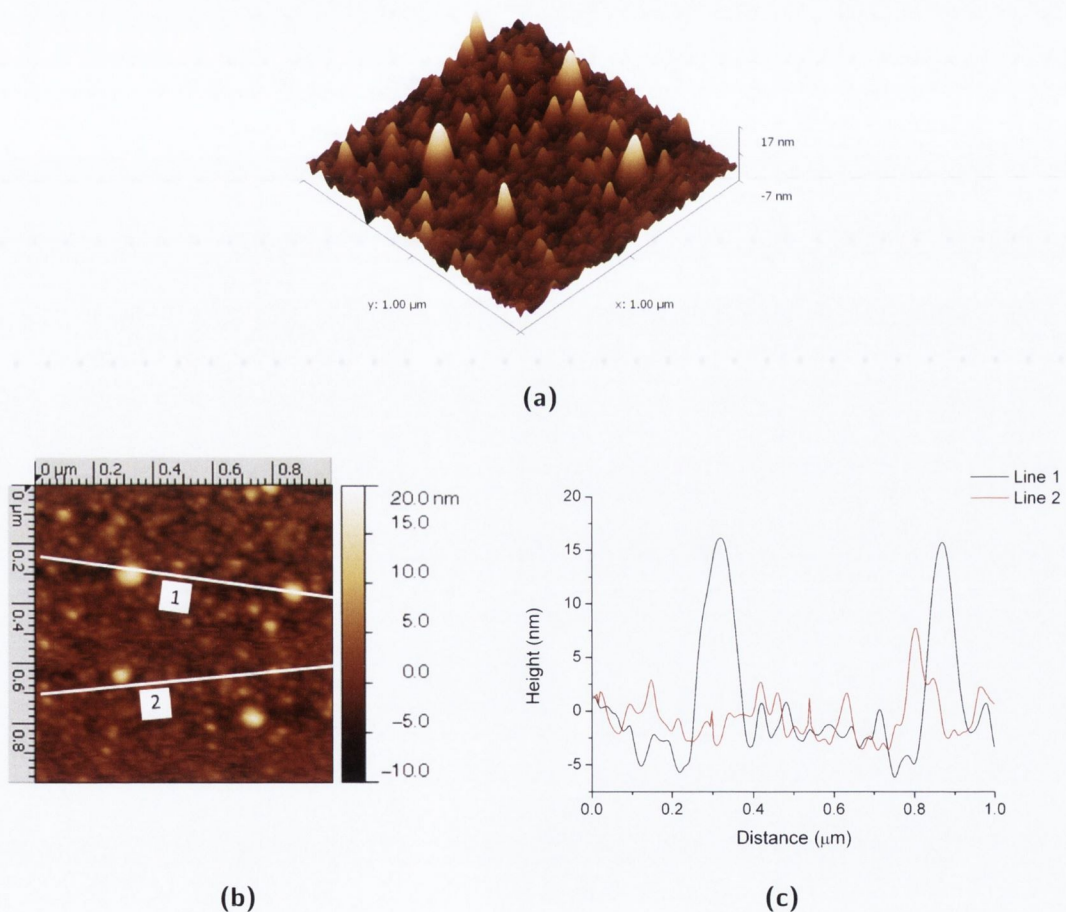 17 nm
-7 nm
y: 1.00 µm
x: 1.00 µm
(a)
0 µm 0.2 0.4 0.6 0.8
0 µm 0.2 0.4 0.6 0.8
1
2
20.0 nm
15.0
10.0
5.0
0.0
−5.0
−10.0
(b)
Line 1
Line 2
20
15
10
5
0
-5
Height (nm)
0.0 0.2 0.4 0.6 0.8 1.0
Distance (µm)
(c)